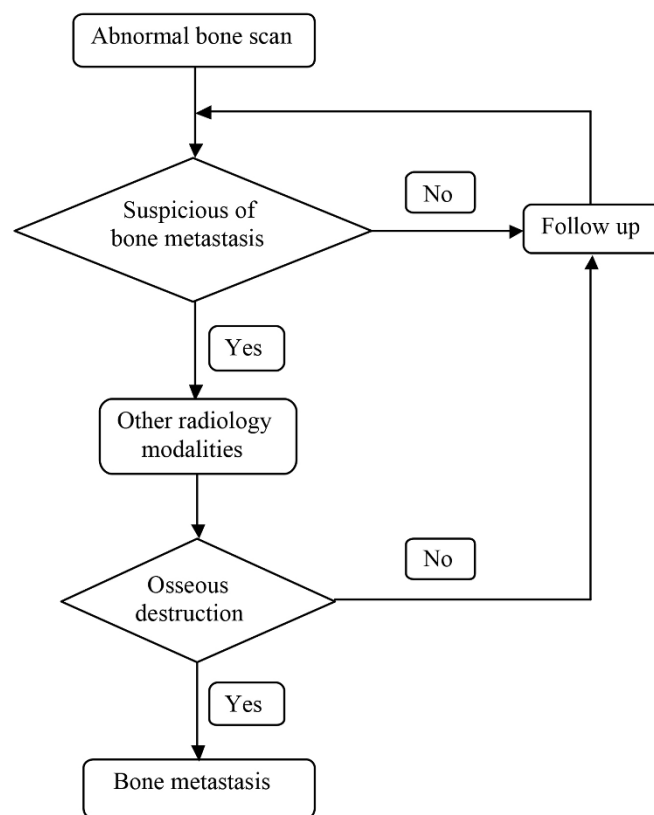 Abnormal bone scan
Suspicious of
bone metastasis
No
Follow up
Yes
Other radiology
modalities
Osseous
destruction
No
Yes
Bone metastasis